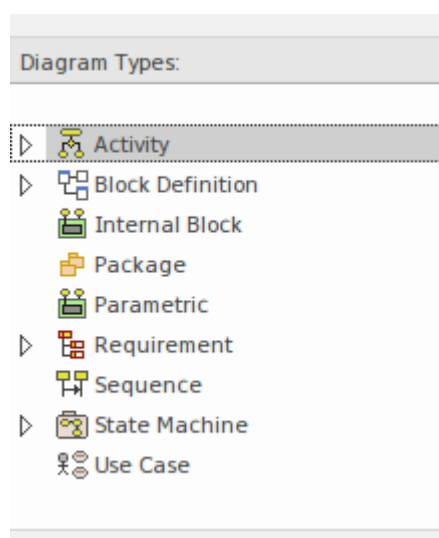 Diagram Types:
Activity
Block Definition
Internal Block
Package
Parametric
Requirement
Sequence
State Machine
Use Case